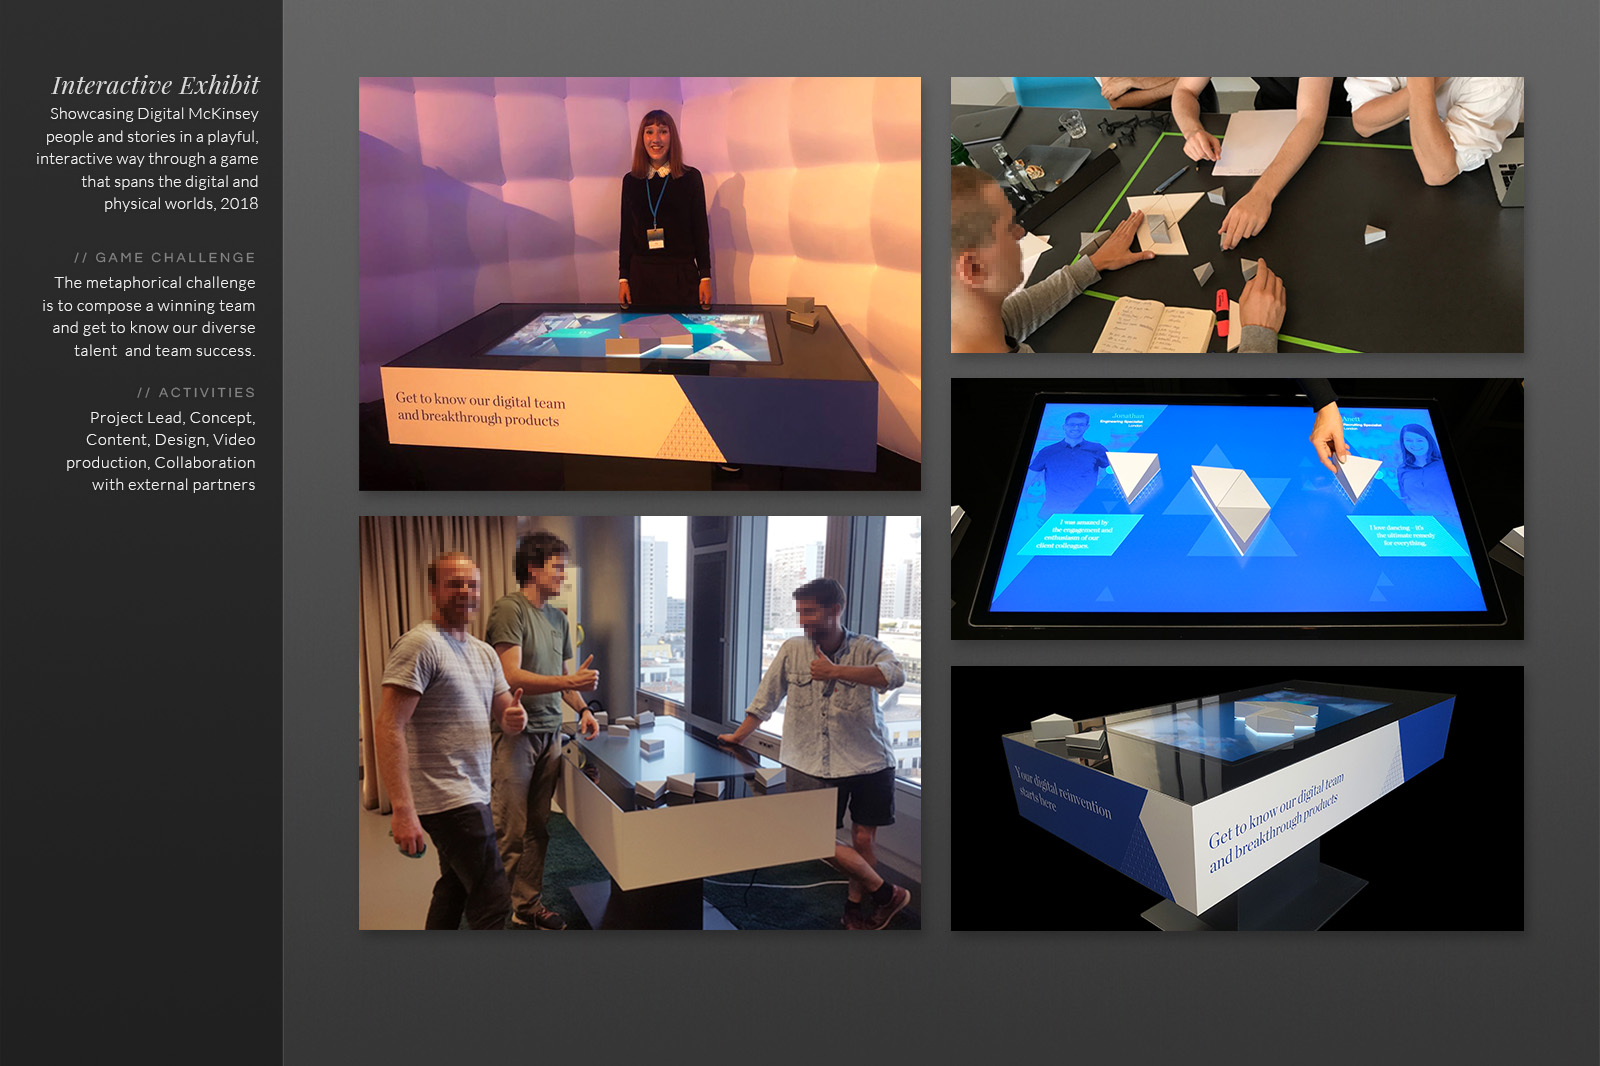 Interactive Exhibit
Showcasing Digital McKinsey
people and stories in a playful,
interactive way through a game
that spans the digital and
physical worlds, 2018
// GAME CHALLENGE
The metaphorical challenge
is to compose a winning team
and get to know our diverse
talent and team success.
// ACTIVITIES
Project Lead, Concept,
Content, Design, Video
production, Collaboration
with external partners
Get to know our digital team
and breakthrough products
Jonathan
Engineering Specialist
London
Anett
Recruiting Specialist
London
I was amazed by
the engagement and
enthusiasm of our
client colleagues.
I love dancing – it's
the ultimate remedy
for everything.
Your digital reinvention
starts here
Get to know our digital team
and breakthrough products